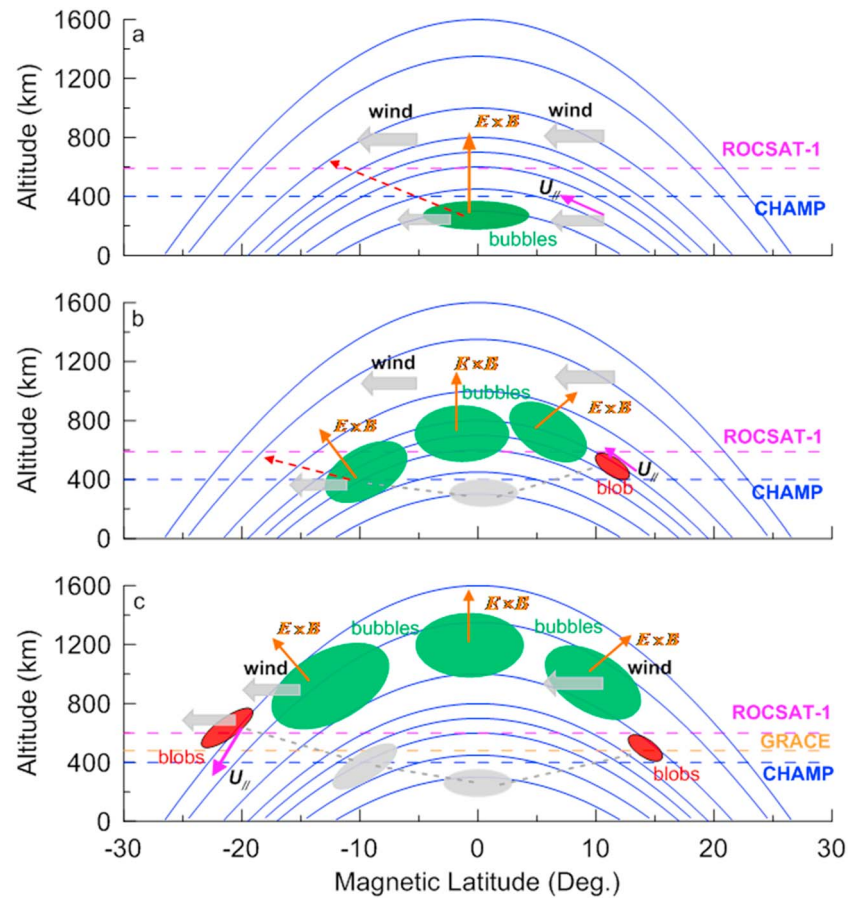 a
1600
1200
800
400
0
Altitude (km)
wind
wind
E x B
U//
bubbles
ROCSAT-1
CHAMP
b
1600
1200
800
400
0
Altitude (km)
wind
E x B
bubbles
E x B
E x B
U//
blob
ROCSAT-1
CHAMP
c
1600
1200
800
400
0
Altitude (km)
E x B
bubbles
E x B
bubbles
E x B
wind
wind
blobs
U//
blobs
ROCSAT-1
GRACE
CHAMP
-30 -20 -10 0 10 20 30
Magnetic Latitude (Deg.)